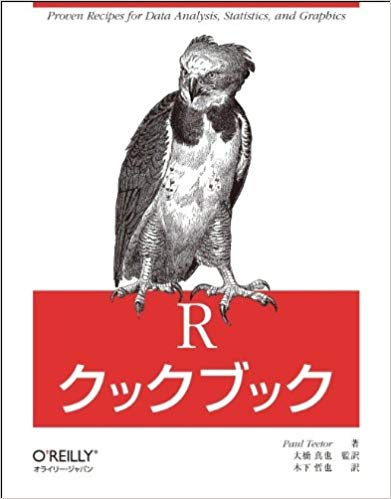 Proven Recipes for Data Analysis, Statistics, and Graphics
R
クックブック
Paul Teetor 著
大橋 真也 監訳
木下 哲也 訳
O'REILLY®
オライリー・ジャパン